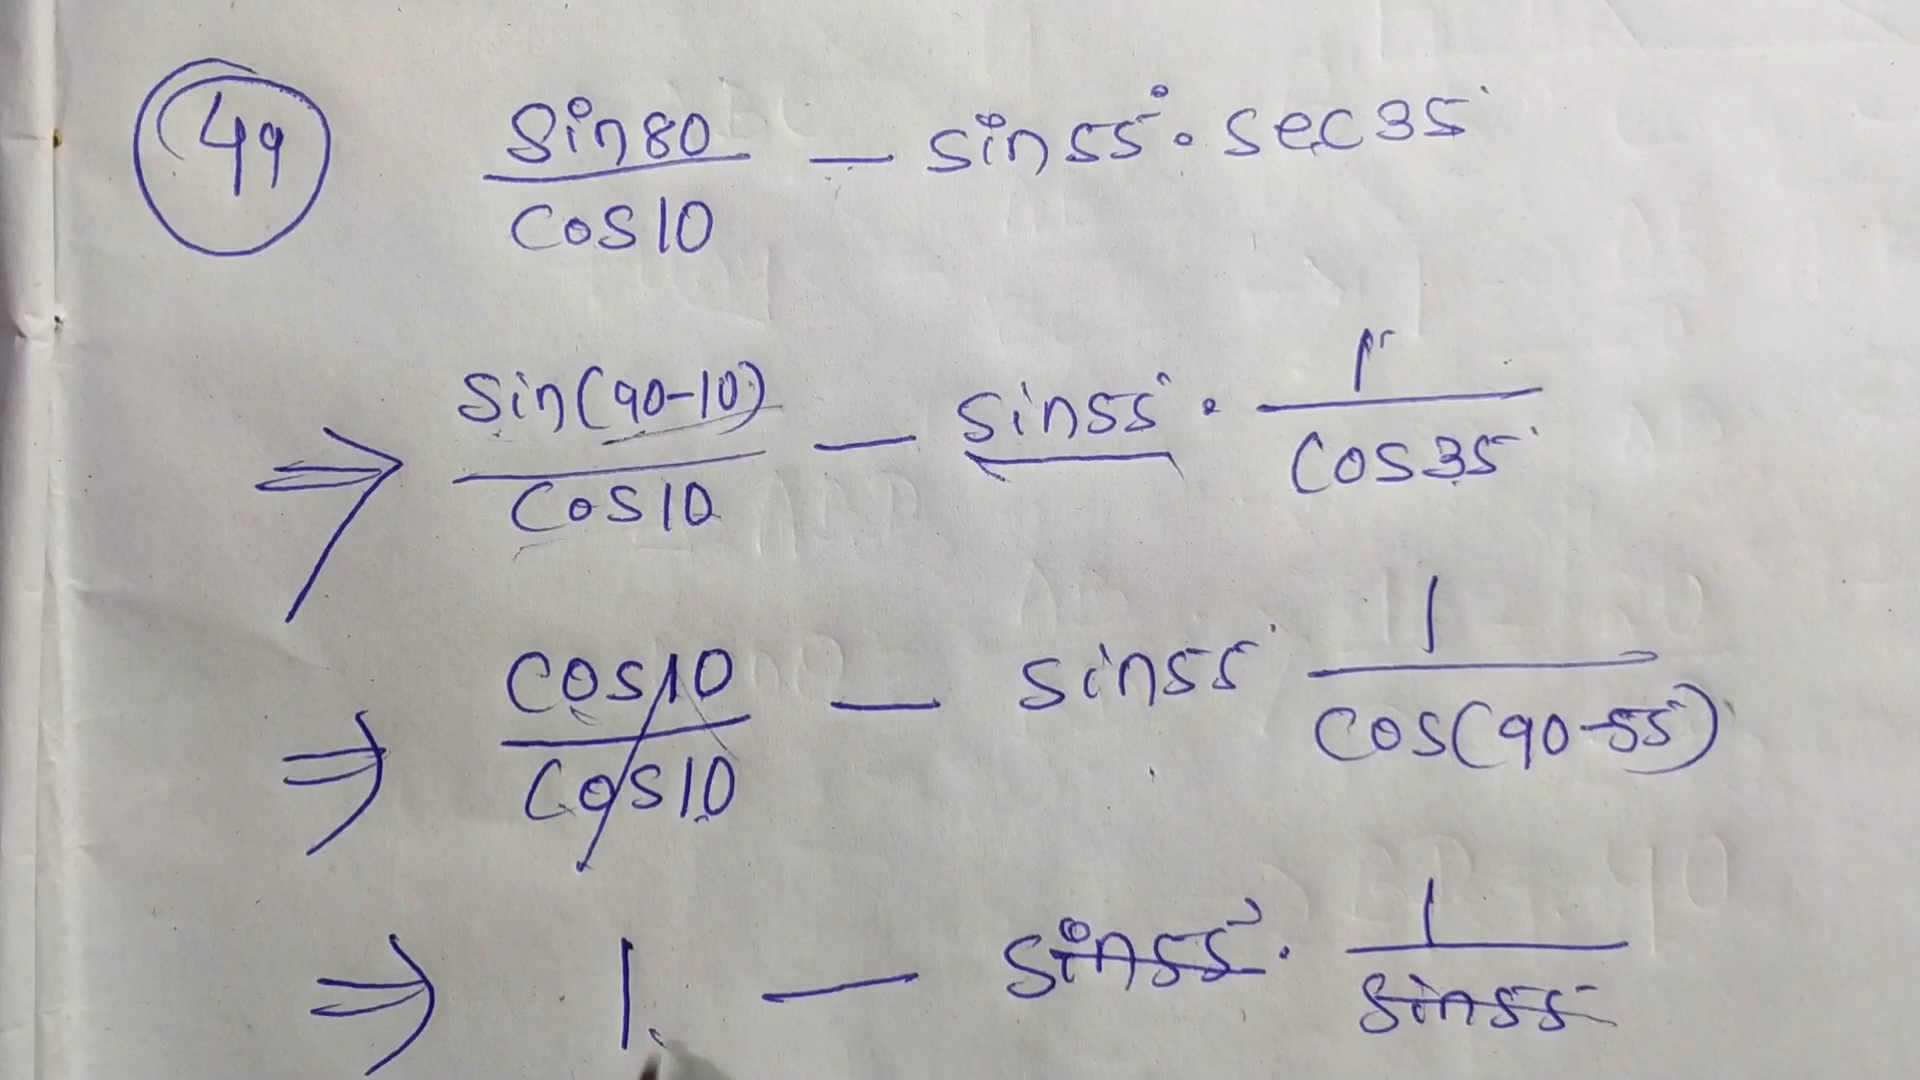 49 sin80/cos10 — sin55°. sec35°
⇒ sin(90-10)/cos10 — sin55°. 1/cos35°
⇒ cos10/cos10 — sin55° 1/cos(90-55)
⇒ 1 — sin55°. 1/sin55